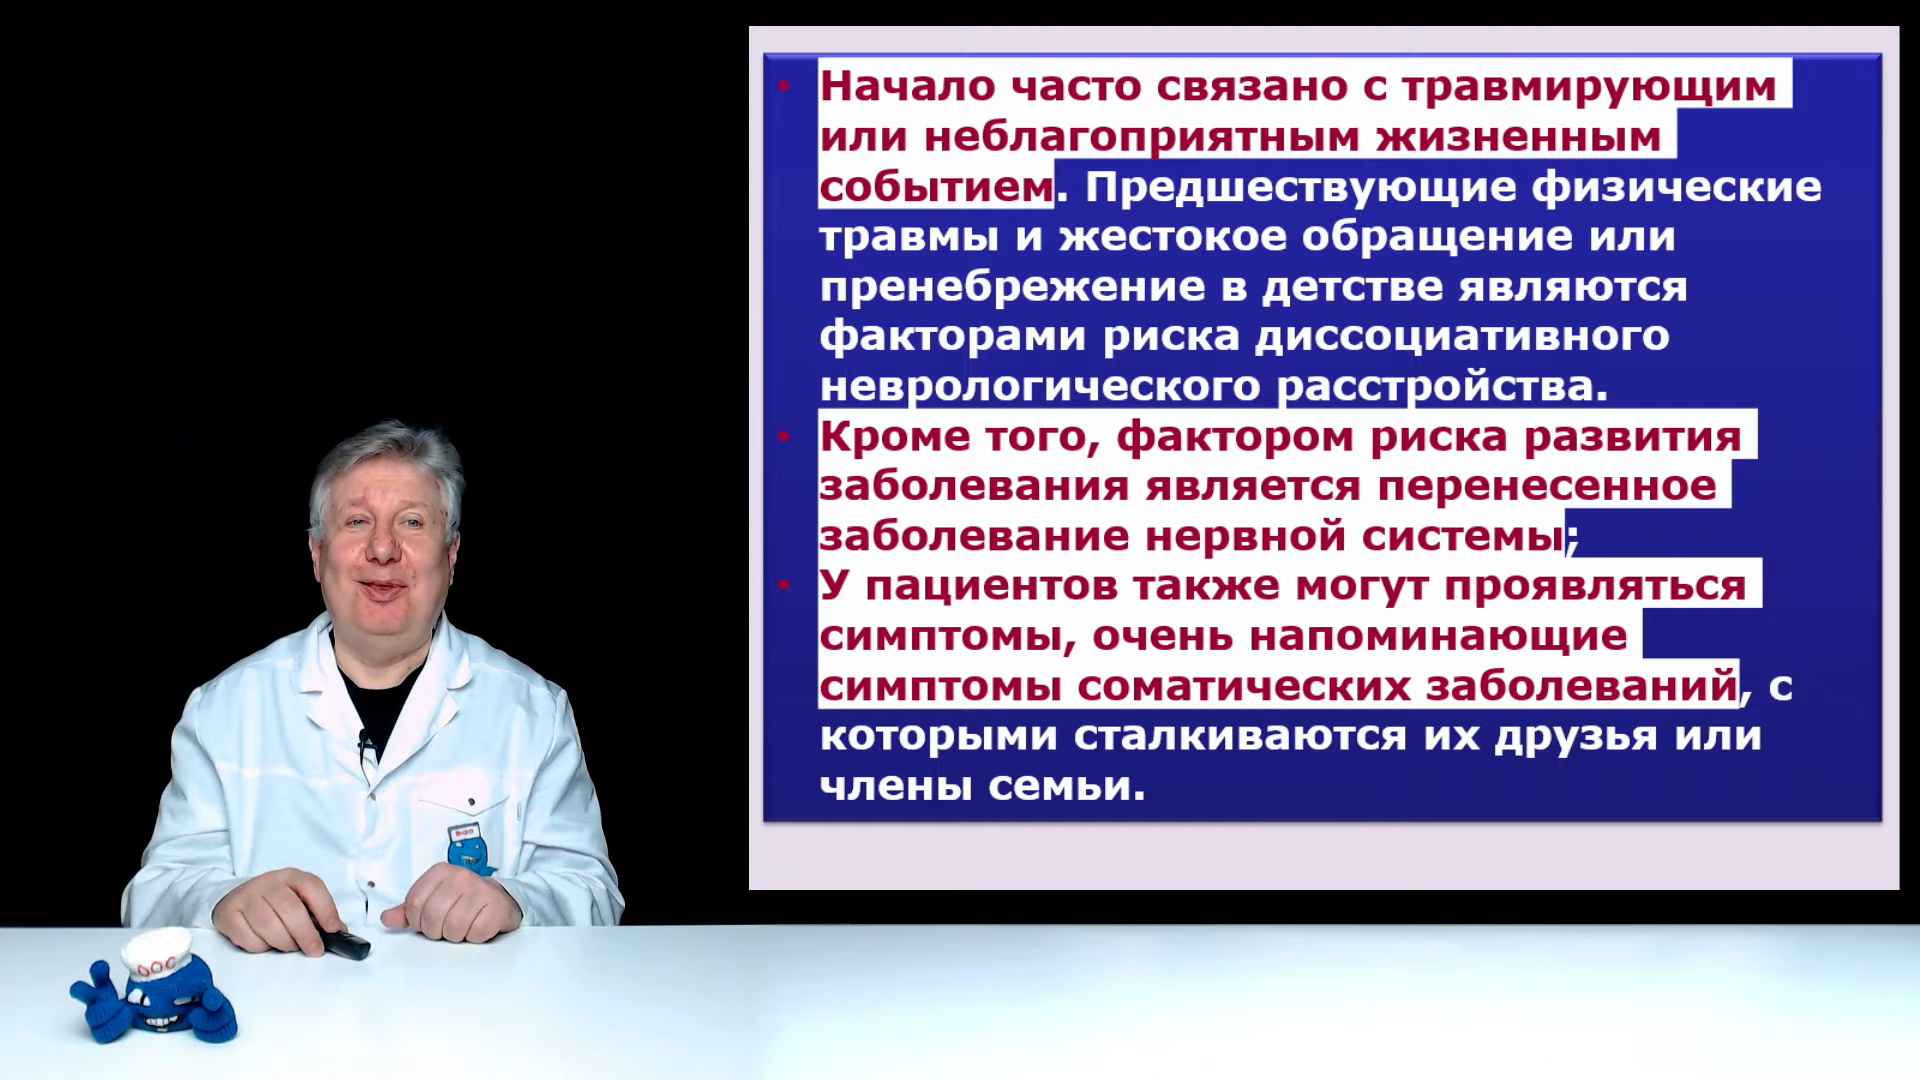 Начало часто связано с травмирующим
или неблагоприятным жизненным
событием. Предшествующие физические
травмы и жестокое обращение или
пренебрежение в детстве являются
факторами риска диссоциативного
неврологического расстройства.
Кроме того, фактором риска развития
заболевания является перенесенное
заболевание нервной системы;
У пациентов также могут проявляться
симптомы, очень напоминающие
симптомы соматических заболеваний, с
которыми сталкиваются их друзья или
члены семьи.
DOC
DOC